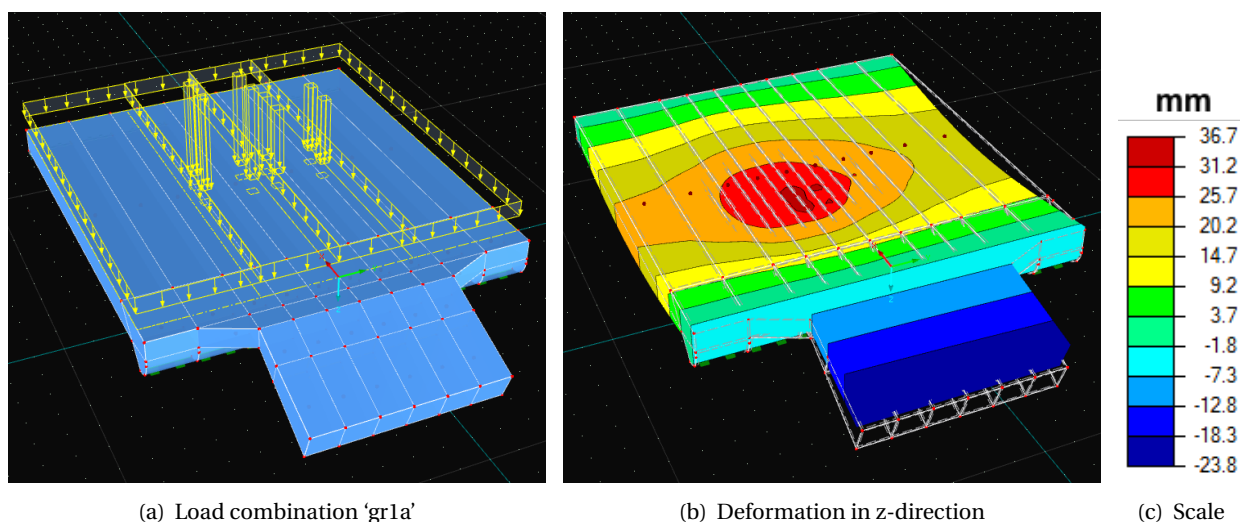 mm
36.7
31.2
25.7
20.2
14.7
9.2
3.7
-1.8
-7.3
-12.8
-18.3
-23.8
z
(a) Load combination ‘gr1a’
(b) Deformation in z-direction
(c) Scale